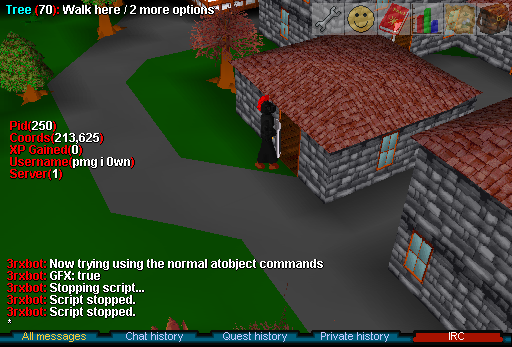 Tree (70): Walk here / 2 more options
Pid(250)
Coords(213,625)
XP Gained(0)
Username(pmg i 0wn)
Server(1)
3rxbot: Now trying using the normal atobject commands
3rxbot: GFX: true
3rxbot: Stopping script...
3rxbot: Script stopped.
3rxbot: Script stopped.
*
All messages Chat history Quest history Private history IRC